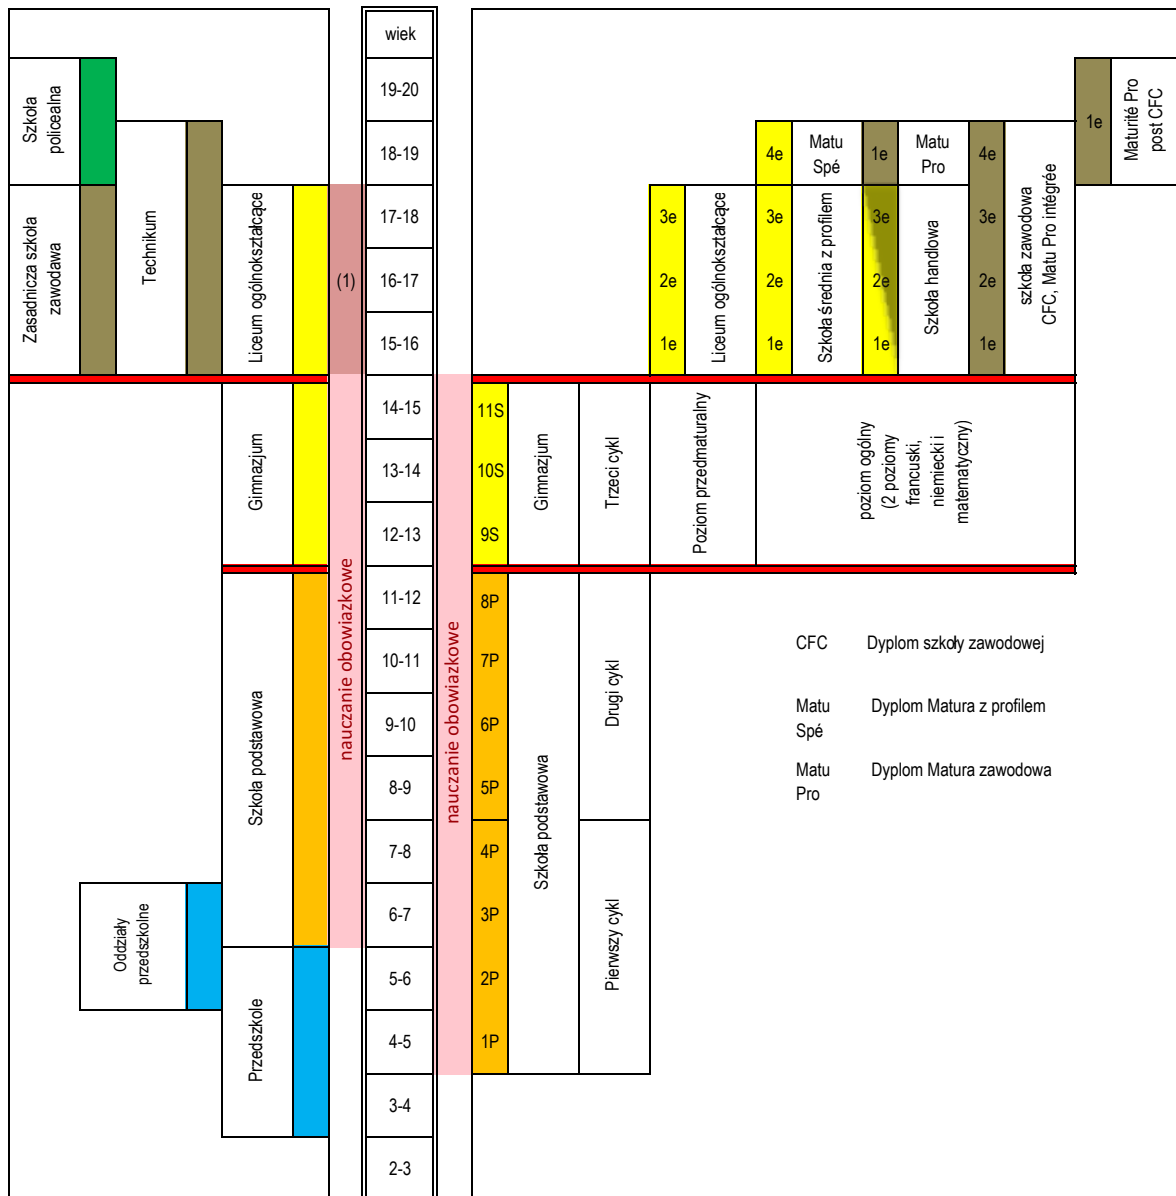 wiek
19-20
18-19
17-18
16-17
15-16
14-15
13-14
12-13
11-12
10-11
9-10
8-9
7-8
6-7
5-6
4-5
3-4
2-3
Szkoła
policealna
Zasadnicza szkoła
zawodawa
Technikum
Liceum ogólnokształcące
(1)
Gimnazjum
nauczanie obowiazkowe
Szkoła podstawowa
Oddziały
przedszkolne
Przedszkole
nauczanie obowiazkowe
11S
10S
9S
8P
7P
6P
5P
4P
3P
2P
1P
Gimnazjum
Szkoła podstawowa
Trzeci cykl
Drugi cykl
Pierwszy cykl
Poziom przedmaturalny
poziom ogólny
(2 poziomy
francuski,
niemiecki i
matematyczny)
3e
2e
1e
Liceum ogólnokształcące
4e
3e
2e
1e
Matu
Spé
Szkoła średnia z profilem
1e
3e
2e
1e
Matu
Pro
Szkoła handlowa
4e
3e
2e
1e
szkoła zawodowa
CFC, Matu Pro intégrée
1e
Maturité Pro
post CFC
CFC Dyplom szkoły zawodowej
Matu Dyplom Matura z profilem
Spé
Matu Dyplom Matura zawodowa
Pro